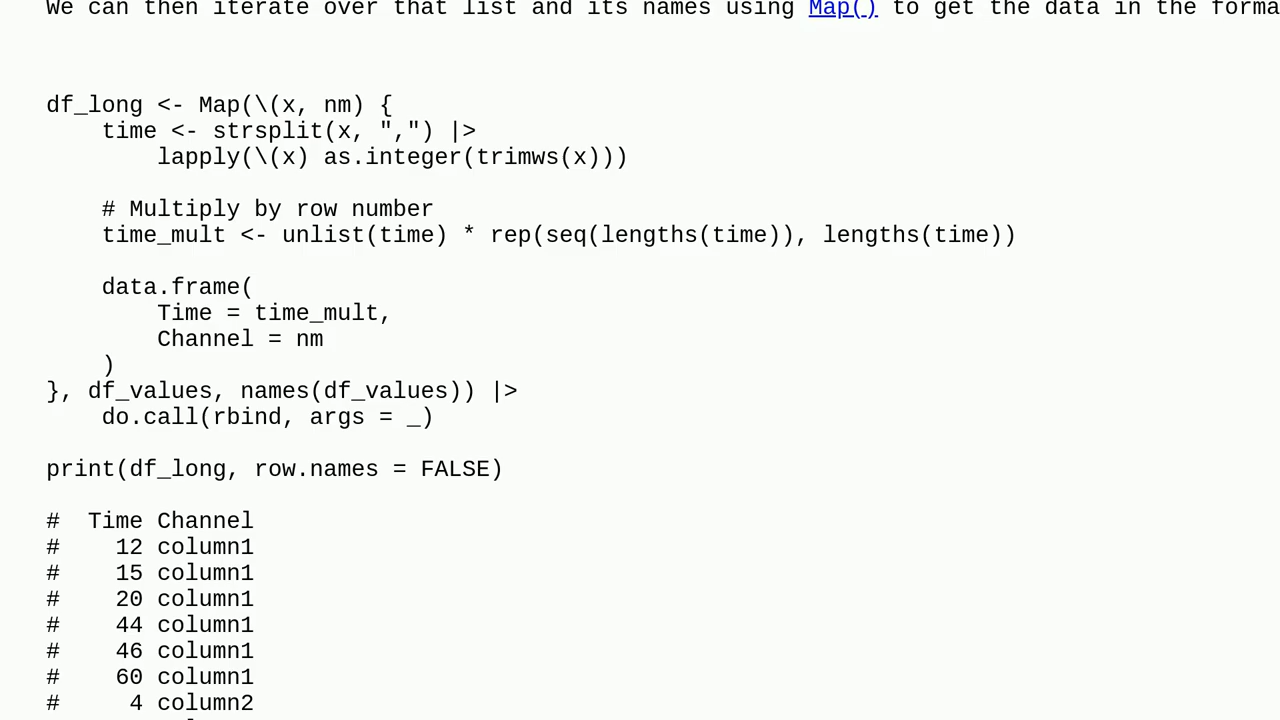 We can then iterate over that list and its names using Map() to get the data in the forma
df_long <- Map(\(x, nm) {
    time <- strsplit(x, ",") |>
        lapply(\(x) as.integer(trimws(x)))
    # Multiply by row number
    time_mult <- unlist(time) * rep(seq(lengths(time)), lengths(time))
    data.frame(
        Time = time_mult,
        Channel = nm
    )
}, df_values, names(df_values)) |>
    do.call(rbind, args = _)
print(df_long, row.names = FALSE)
#  Time Channel
#    12 column1
#    15 column1
#    20 column1
#    44 column1
#    46 column1
#    60 column1
#     4 column2